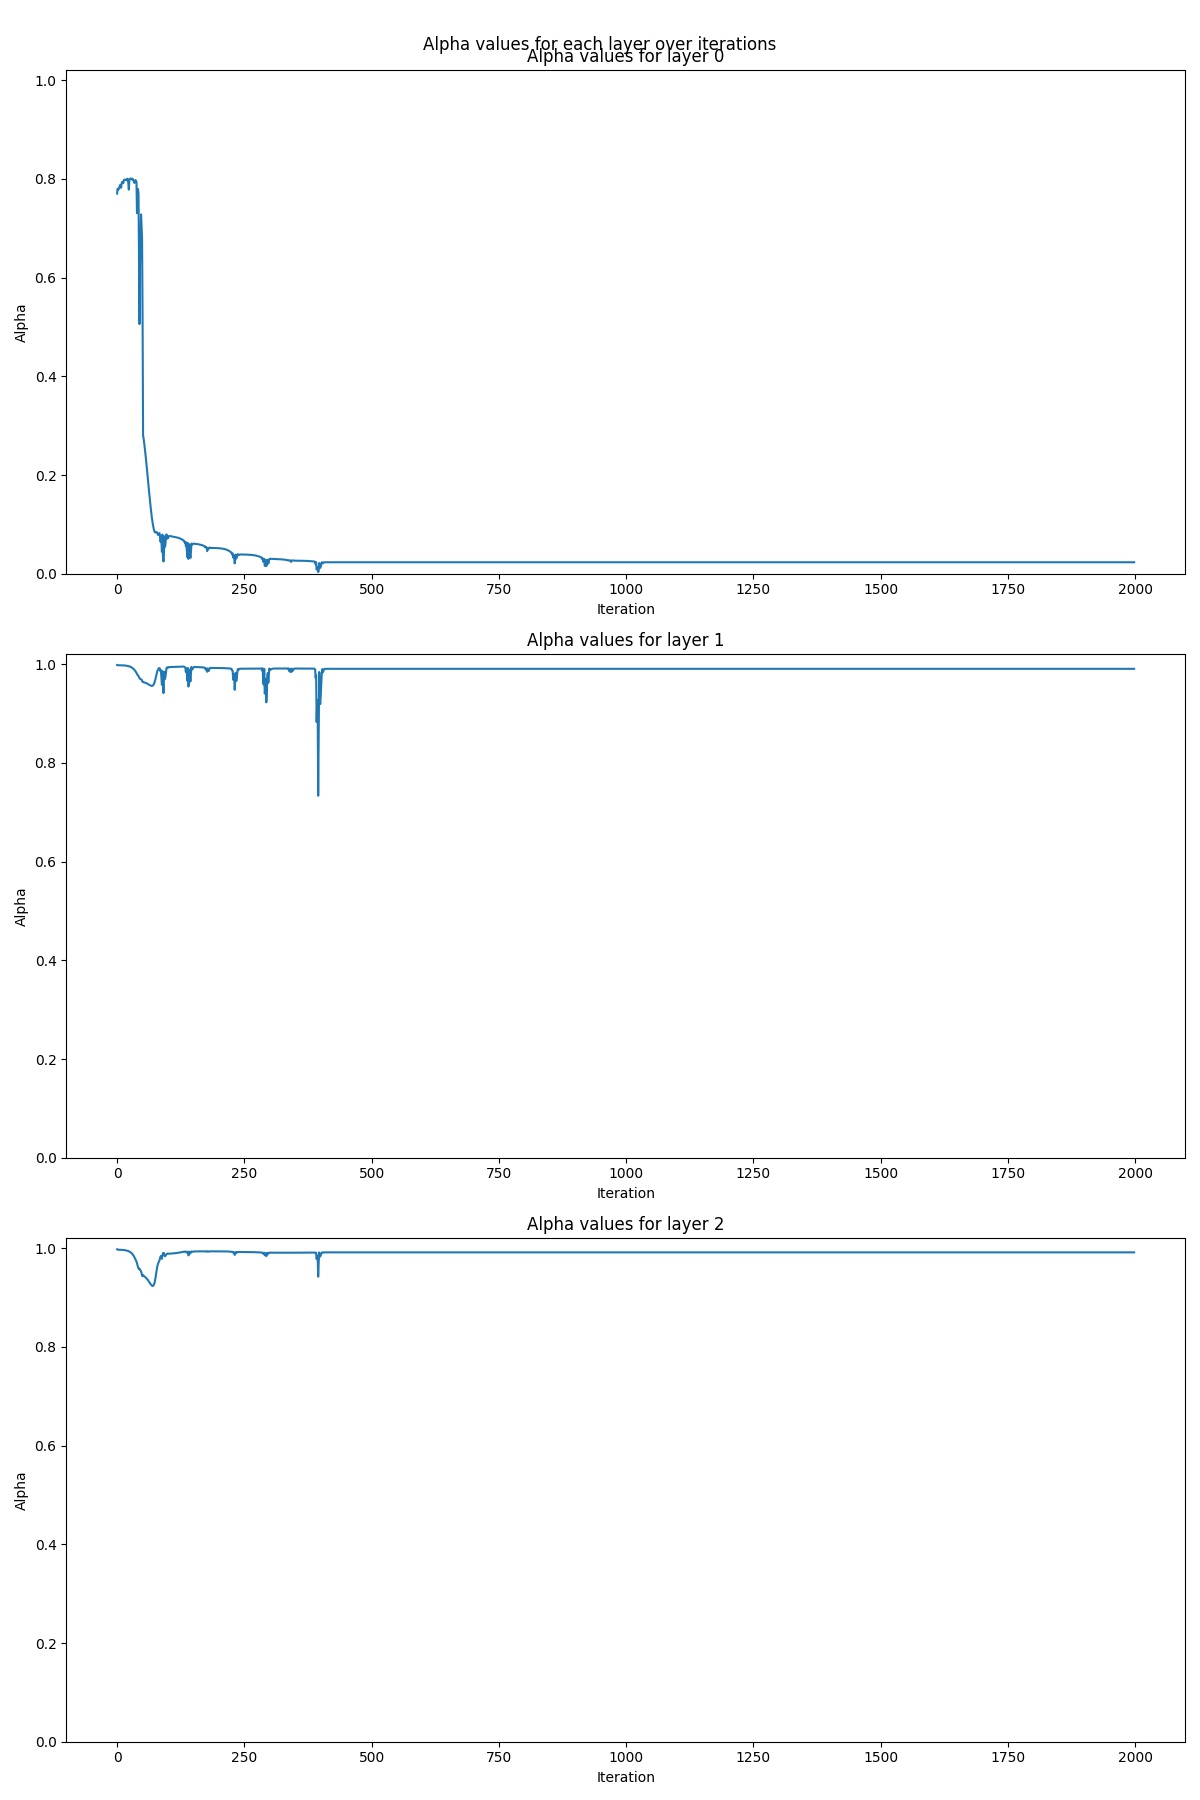 Alpha values for each layer over iterations
Alpha values for layer 0
1.0
0.8
0.6
0.4
0.2
0.0
Alpha
0 250 500 750 1000 1250 1500 1750 2000
Iteration
Alpha values for layer 1
1.0
0.8
0.6
0.4
0.2
0.0
Alpha
0 250 500 750 1000 1250 1500 1750 2000
Iteration
Alpha values for layer 2
1.0
0.8
0.6
0.4
0.2
0.0
Alpha
0 250 500 750 1000 1250 1500 1750 2000
Iteration